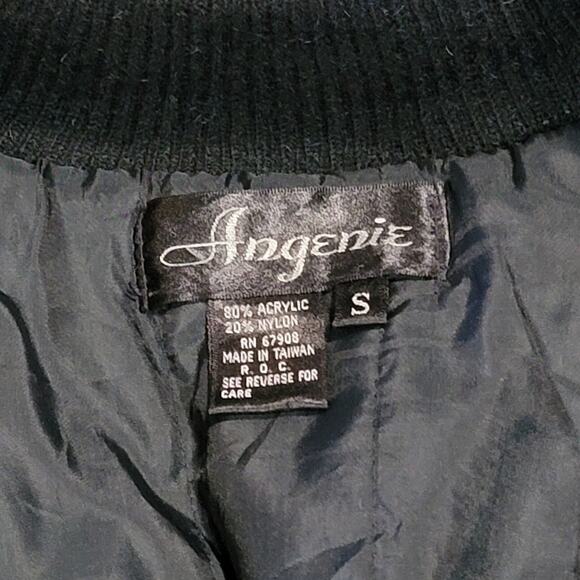 Angenie
S
80% ACRYLIC
20% NYLON
RN 67908
MADE IN TAIWAN
R. O. C.
SEE REVERSE FOR
CARE